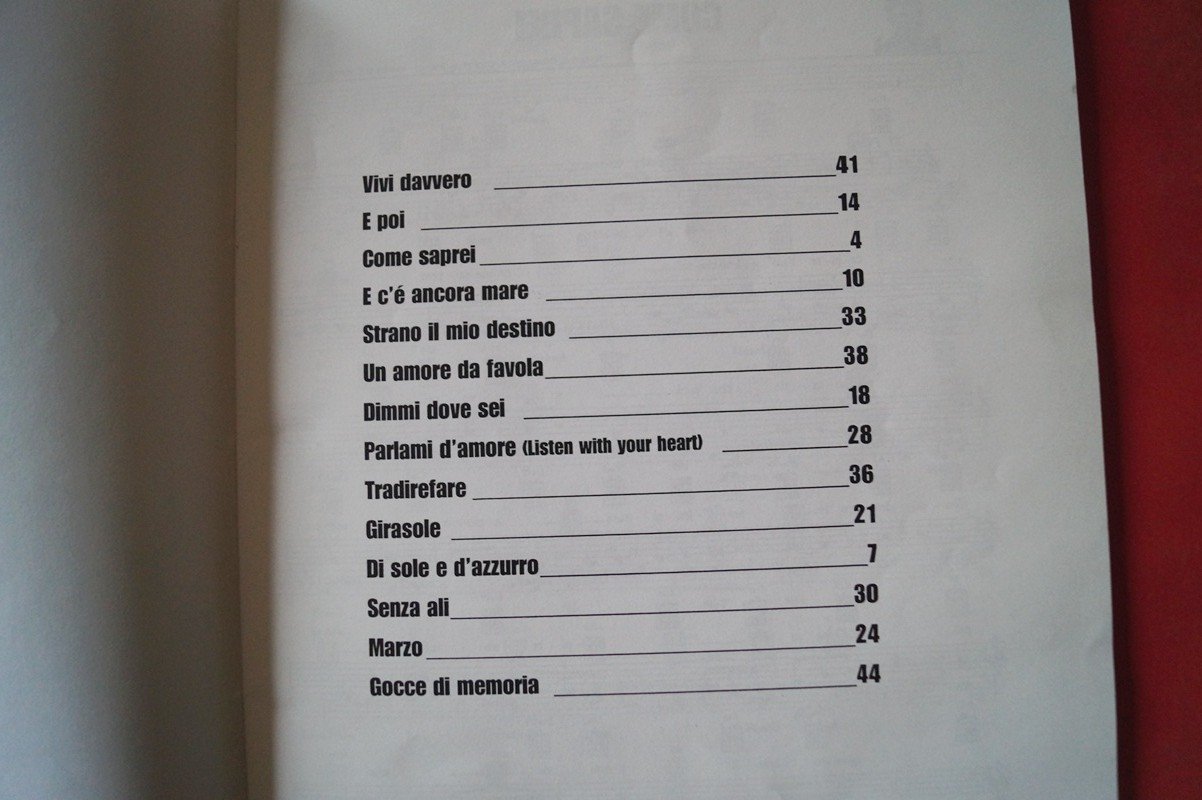 Vivi davvero 41
E poi 14
Come saprei 4
E c'é ancora mare 10
Strano il mio destino 33
Un amore da favola 38
Dimmi dove sei 18
Parlami d'amore (Listen with your heart) 28
Tradirefare 36
Girasole 21
Di sole e d'azzurro 7
Senza ali 30
Marzo 24
Gocce di memoria 44